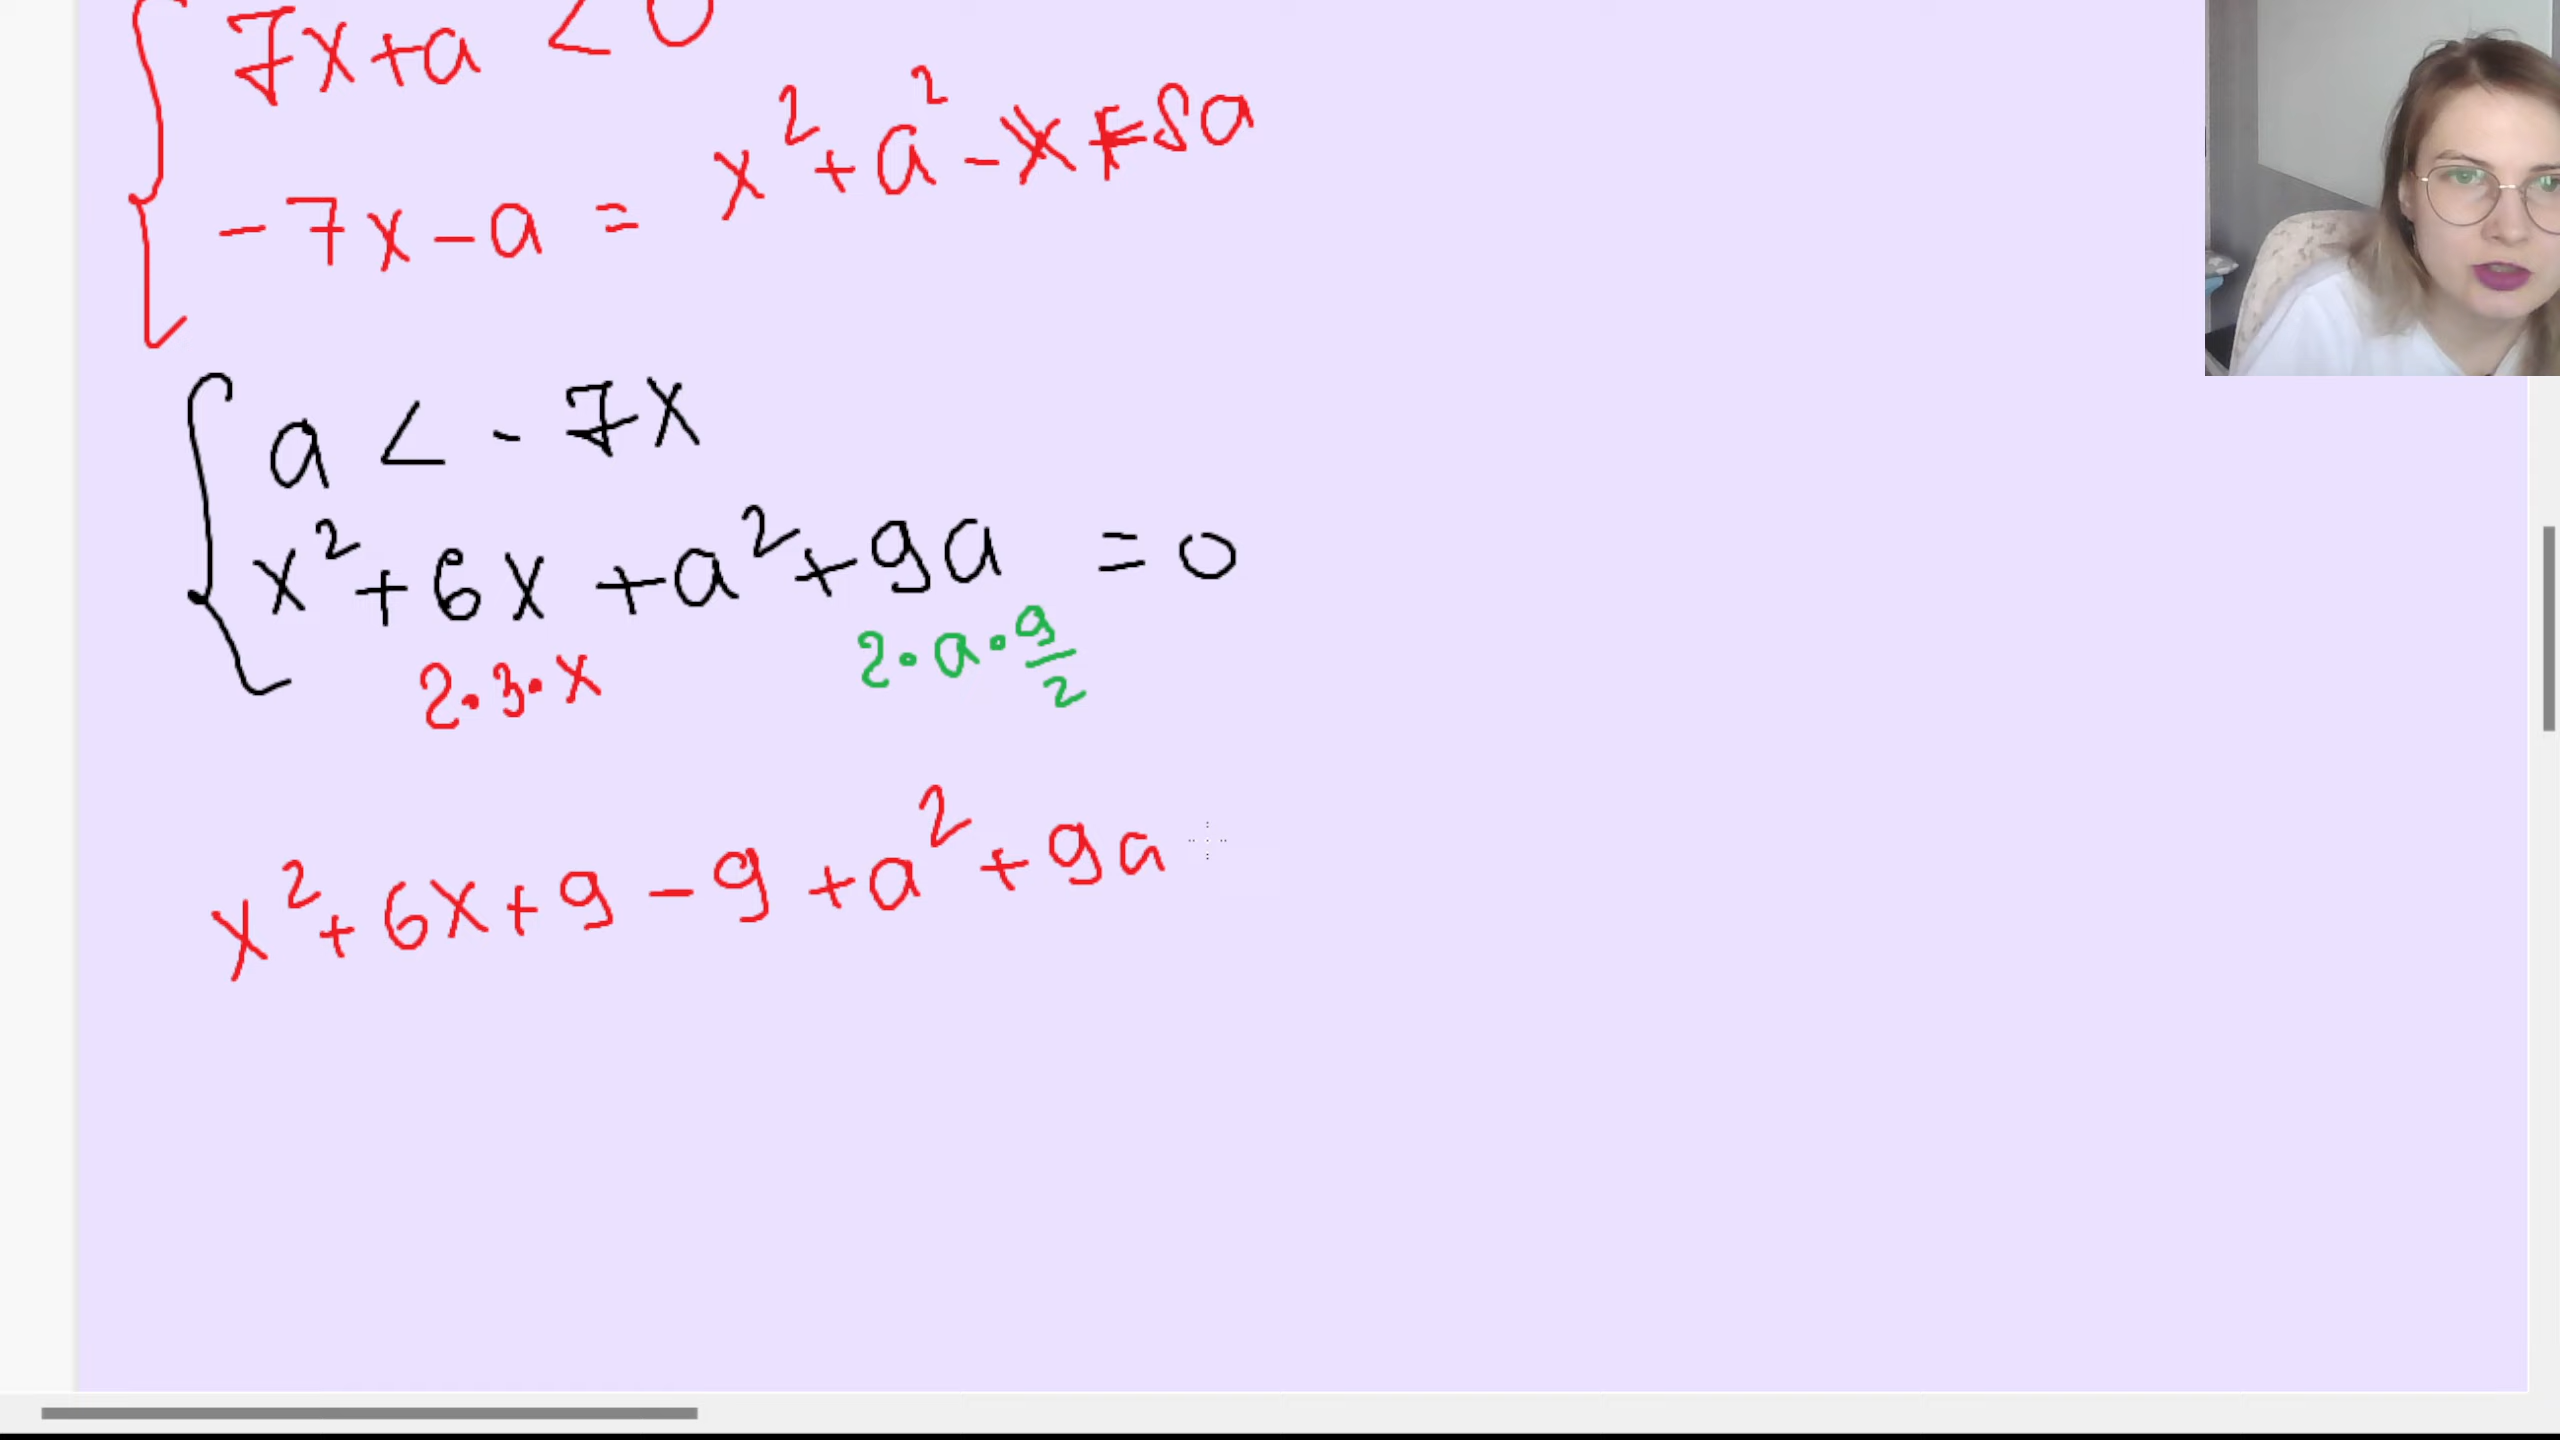 7x+a < 0
-7x-a = x²+a²-x+8a
a < -7x
x²+6x+a²+9a = 0
2·3·x 2·a·9/2
x²+6x+9-9+a²+9a